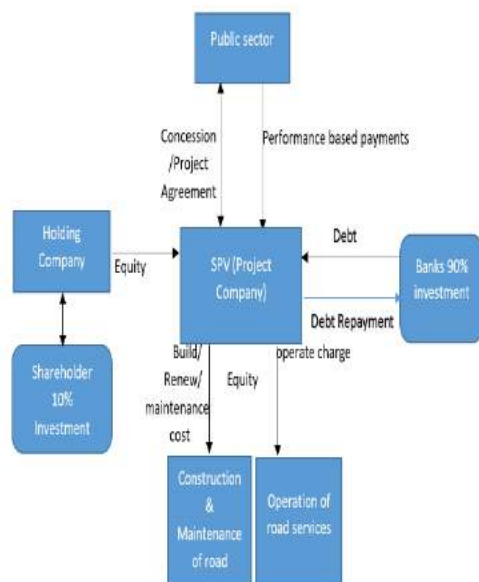 Public sector
Concession
/Project
Agreement
Performance based payments
Holding
Company
Equity
SPV (Project
Company)
Debt
Banks 90%
investment
Debt Repayment
Shareholder
10%
Investment
Build/
Renew/
maintenance
cost
Equity
operate charge
Construction
&
Maintenance
of road
Operation of
road services